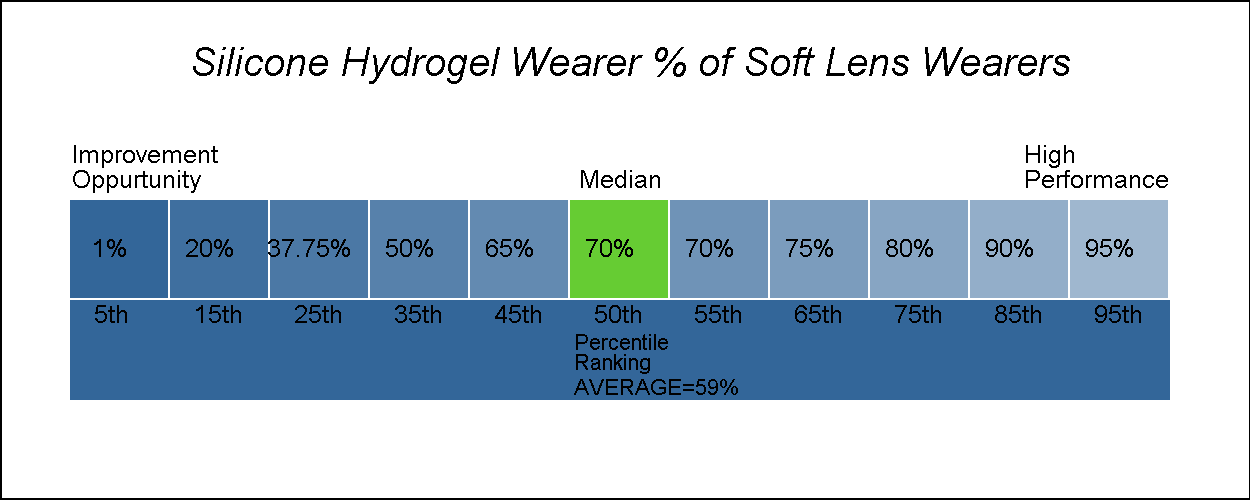 Silicone Hydrogel Wearer % of Soft Lens Wearers
Improvement
Oppurtunity
Median
High
Performance
1% 20% 37.75% 50% 65% 70% 70% 75% 80% 90% 95%
5th 15th 25th 35th 45th 50th 55th 65th 75th 85th 95th
Percentile
Ranking
AVERAGE=59%